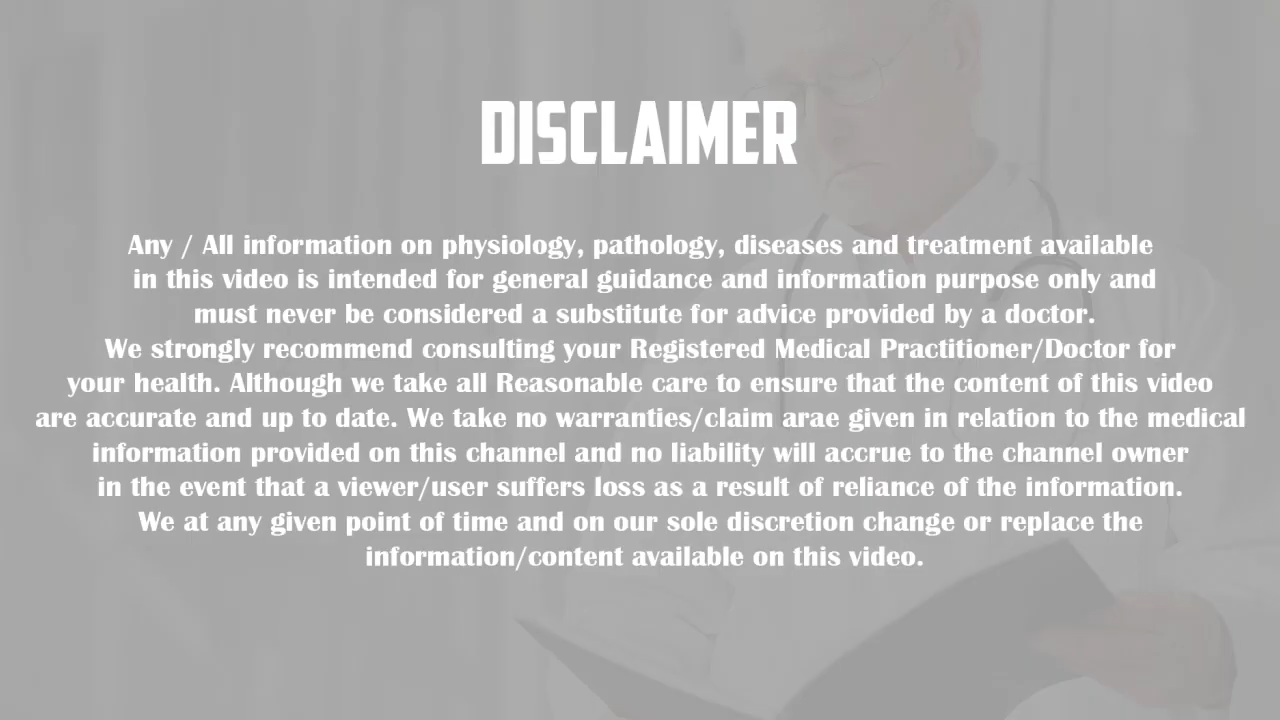 DISCLAIMER
Any / All information on physiology, pathology, diseases and treatment available
in this video is intended for general guidance and information purpose only and
must never be considered a substitute for advice provided by a doctor.
We strongly recommend consulting your Registered Medical Practitioner/Doctor for
your health. Although we take all Reasonable care to ensure that the content of this video
are accurate and up to date. We take no warranties/claim arae given in relation to the medical
information provided on this channel and no liability will accrue to the channel owner
in the event that a viewer/user suffers loss as a result of reliance of the information.
We at any given point of time and on our sole discretion change or replace the
information/content available on this video.